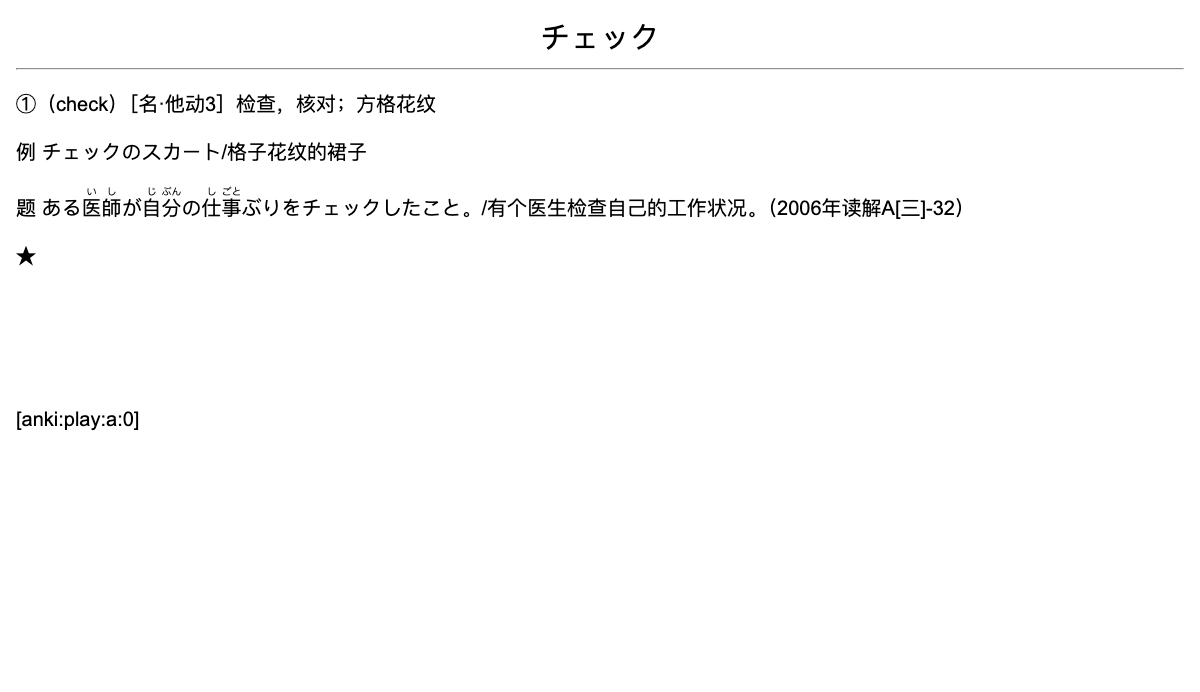 チェック
①（check）［名·他动3］检查，核对；方格花纹
例 チェックのスカート/格子花纹的裙子
题 ある医師が自分の仕事ぶりをチェックしたこと。/有个医生检查自己的工作状况。（2006年读解A[三]-32）
いし じぶん しごと
★
[anki:play:a:0]